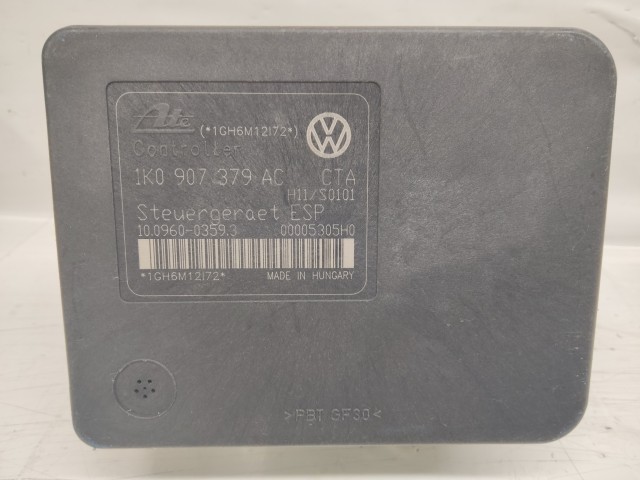 Ate (*1GH6M12I72*)
Controller
1K0 907 379 AC CTA
H11/S0101
Steuergeraet ESP
10.0960-0359.3 00005305H0
*1GH6M12I72* MADE IN HUNGARY
>PBT GF30<